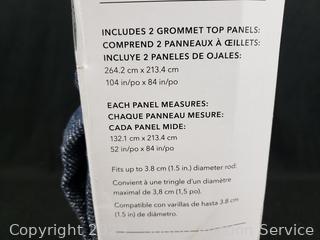 INCLUDES 2 GROMMET TOP PANELS:
COMPREND 2 PANNEAUX À ŒILLETS:
INCLUYE 2 PANELES DE OJALES:
264.2 cm x 213.4 cm
104 in/po x 84 in/po
EACH PANEL MEASURES:
CHAQUE PANNEAU MESURE:
CADA PANEL MIDE:
132.1 cm x 213.4 cm
52 in/po x 84 in/po
Fits up to 3.8 cm (1.5 in.) diameter rod:
Convient à une tringle d'un diamètre
maximal de 3,8 cm (1,5 po).
Compatible con varillas de hasta 3.8 cm
(1.5 in) de diámetro.
Copyright Auction Service